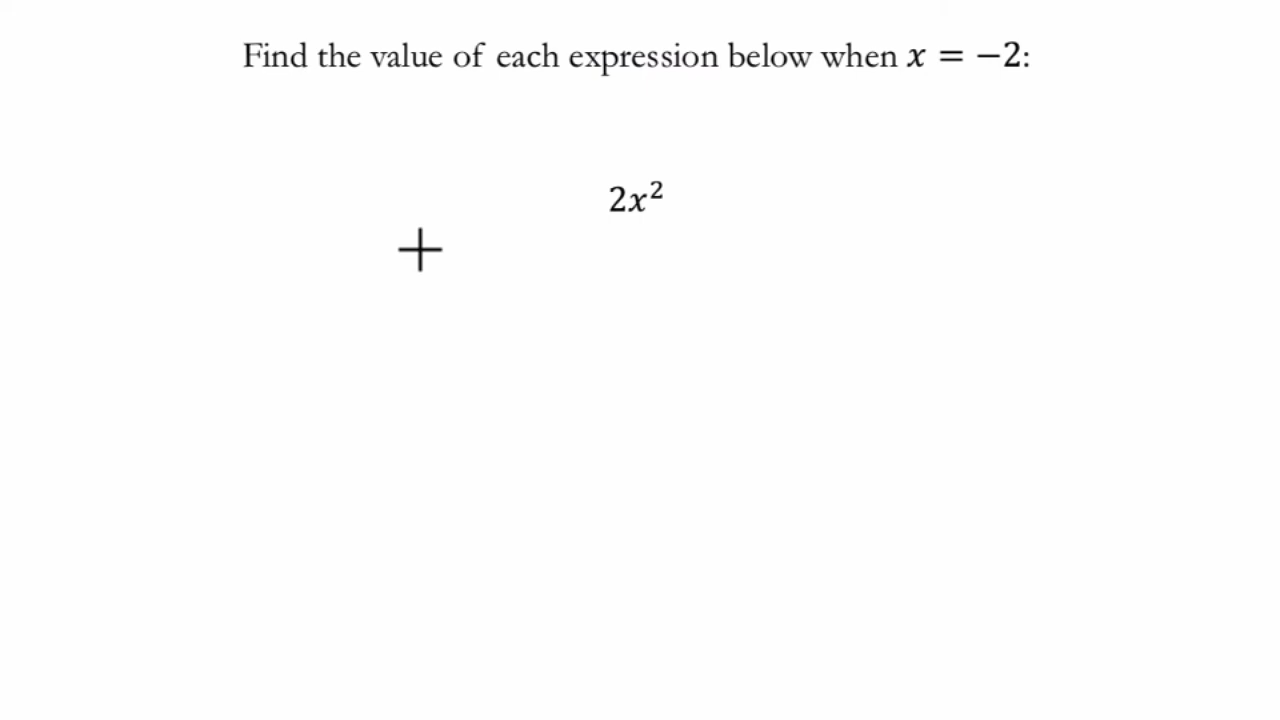 Find the value of each expression below when x = −2:
2x²